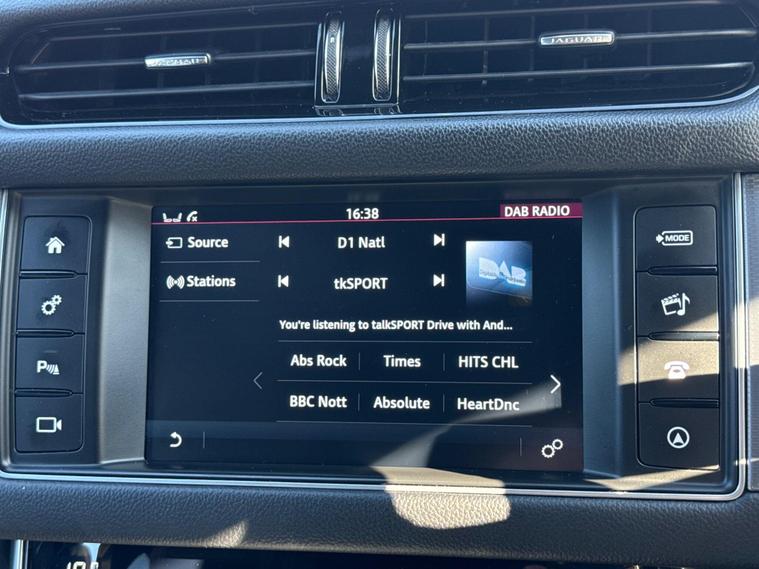 JAGUAR
JAGUAR
16:38
DAB RADIO
Source
D1 Natl
Stations
tkSPORT
DAB
You're listening to talkSPORT Drive with And...
Abs Rock
Times
HITS CHL
BBC Nott
Absolute
HeartDnc
MODE
P